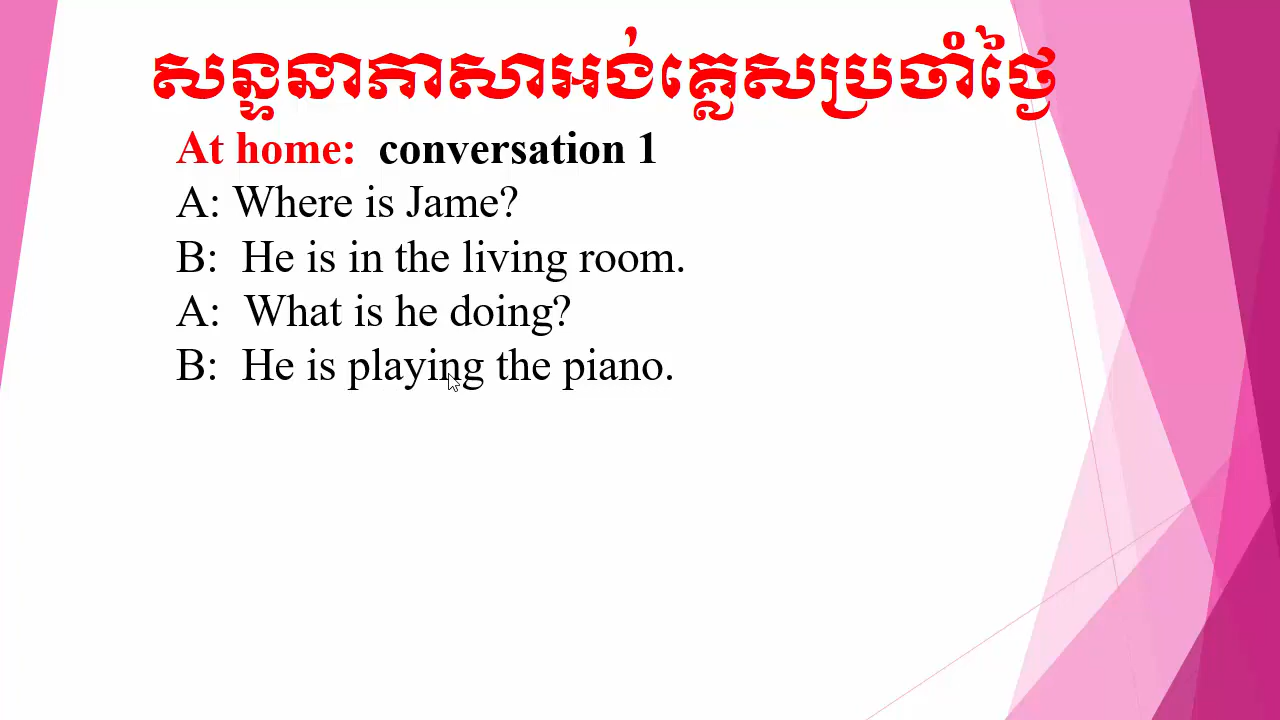 សន្ទនាភាសាអង់គ្លេសប្រចាំថ្ងៃ
At home: conversation 1
A: Where is Jame?
B: He is in the living room.
A: What is he doing?
B: He is playing the piano.